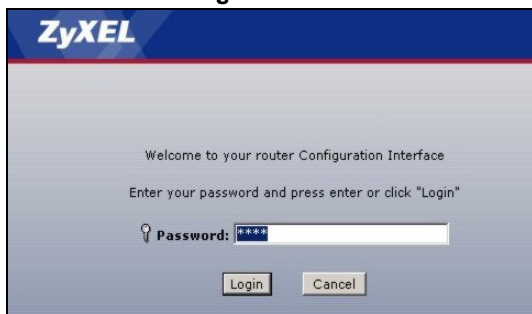 ZyXEL
Welcome to your router Configuration Interface
Enter your password and press enter or click "Login"
Password: ****
Login
Cancel